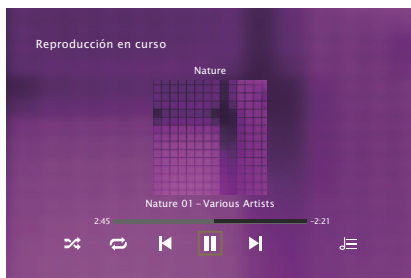 Reproducción en curso
Nature
Nature 01 – Various Artists
2:45
-2:21